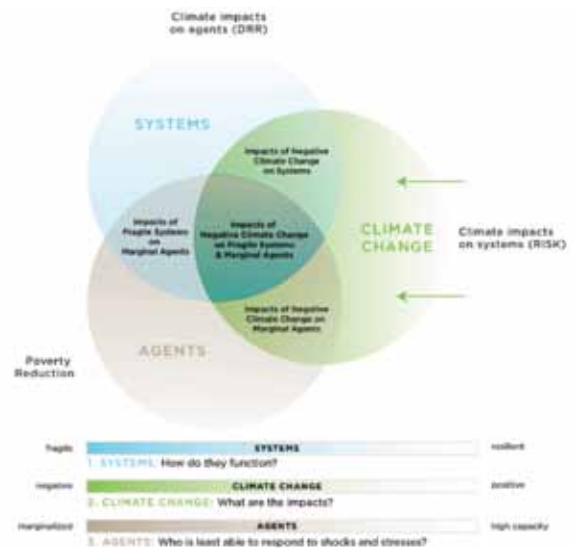 Climate impacts
on agents (DRR)
SYSTEMS
Impacts of Negative
Climate Change
on Systems
Impacts of
Fragile Systems
on
Marginal Agents
Impacts of
Negative Climate Change
on Fragile Systems
& Marginal Agents
CLIMATE
CHANGE
Climate impacts
on systems (RISK)
Impacts of Negative
Climate Change on
Marginal Agents
AGENTS
Poverty
Reduction
fragile SYSTEMS resilient
1. SYSTEMS: How do they function?
negative CLIMATE CHANGE positive
2. CLIMATE CHANGE: What are the impacts?
marginalized AGENTS high capacity
3. AGENTS: Who is least able to respond to shocks and stresses?